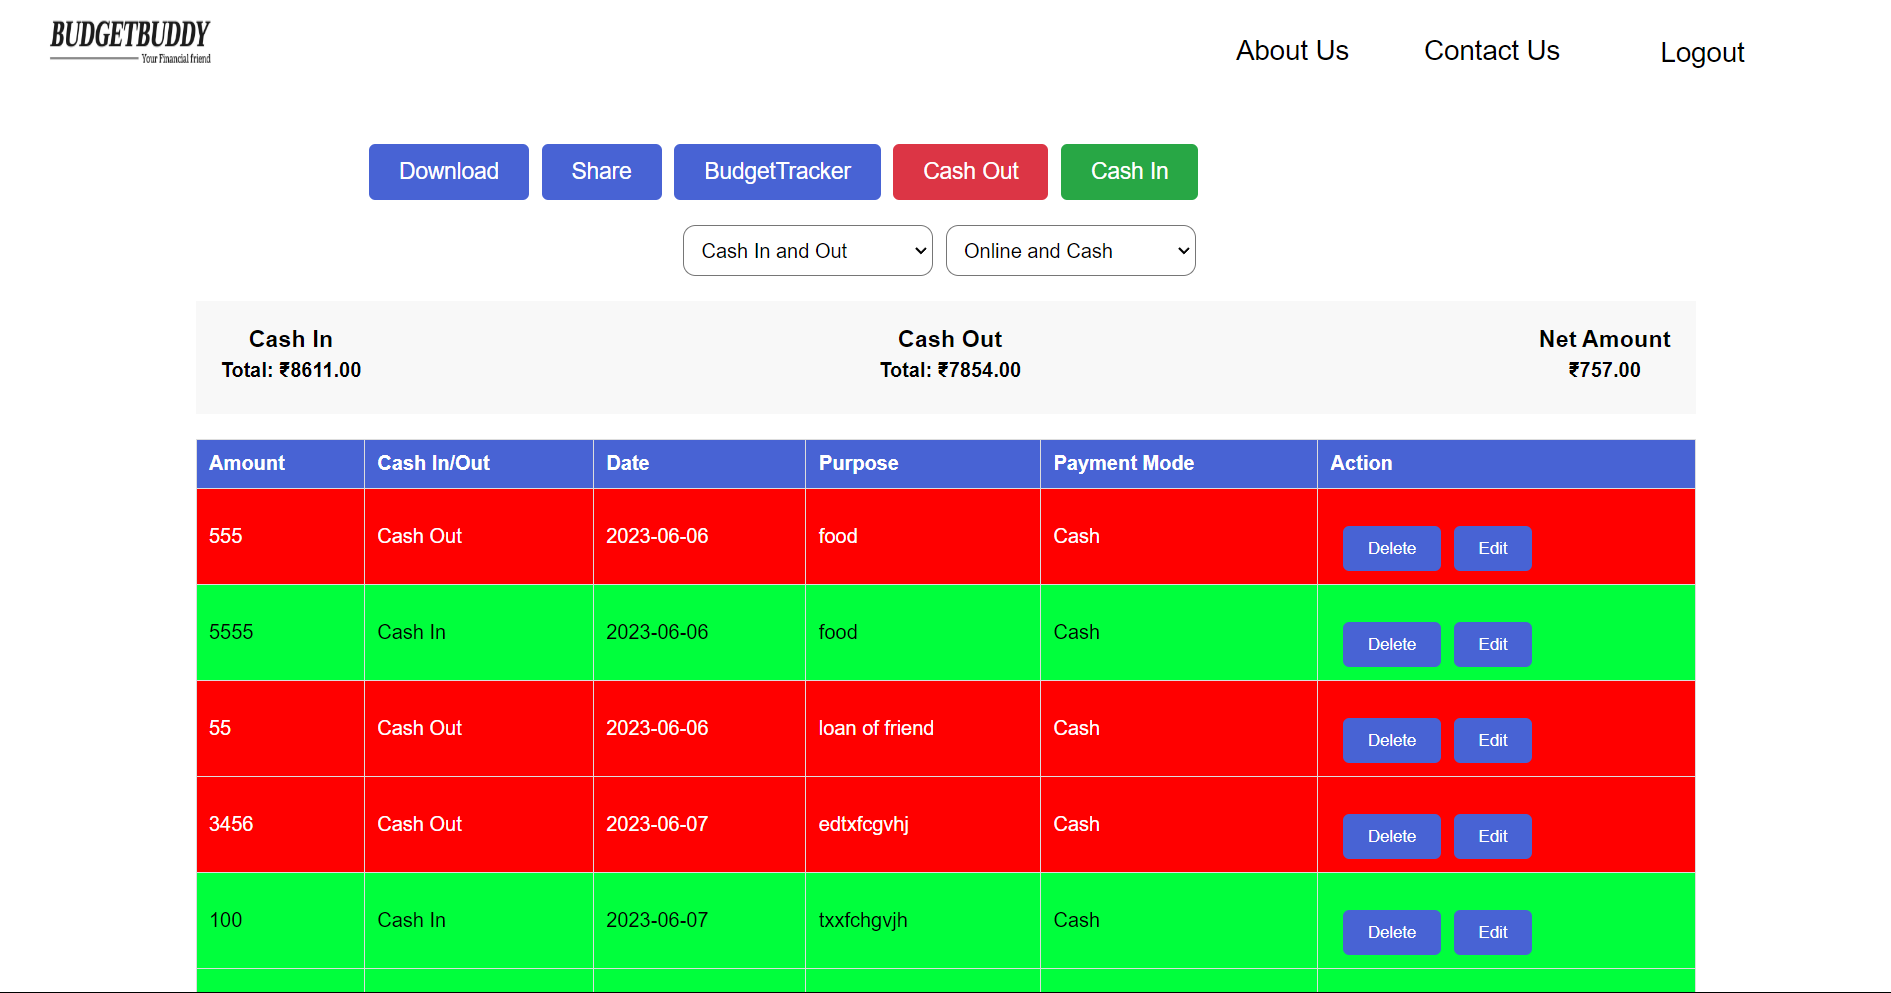 BUDGETBUDDY
Your Financial friend
About Us Contact Us Logout
Download Share BudgetTracker Cash Out Cash In
Cash In and Out Online and Cash
Cash In Cash Out Net Amount
Total: ₹8611.00 Total: ₹7854.00 ₹757.00
Amount Cash In/Out Date Purpose Payment Mode Action
555 Cash Out 2023-06-06 food Cash Delete Edit
5555 Cash In 2023-06-06 food Cash Delete Edit
55 Cash Out 2023-06-06 loan of friend Cash Delete Edit
3456 Cash Out 2023-06-07 edtxfcgvhj Cash Delete Edit
100 Cash In 2023-06-07 txxfchgvjh Cash Delete Edit